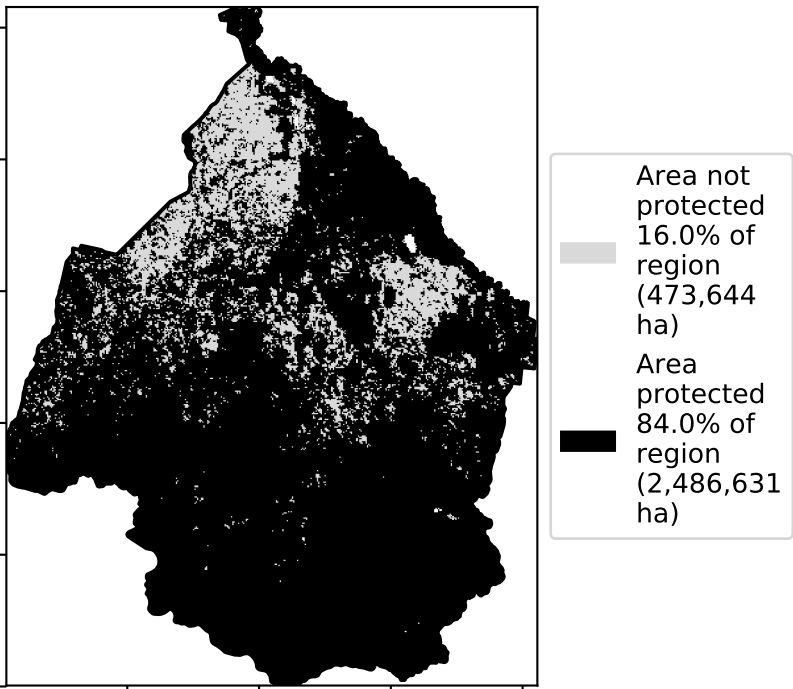 Area not
protected
16.0% of
region
(473,644
ha)
Area
protected
84.0% of
region
(2,486,631
ha)